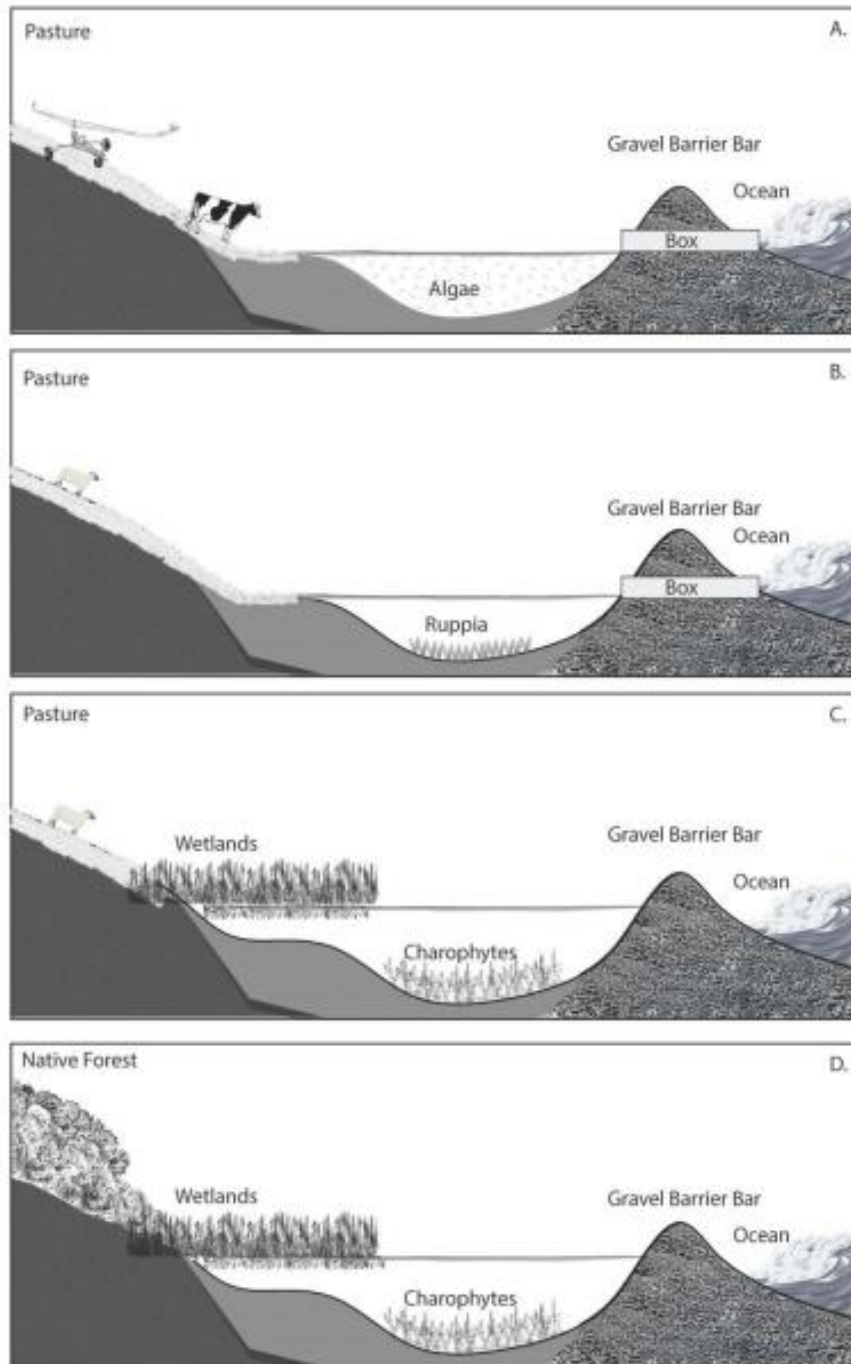 Pasture
A.
Gravel Barrier Bar
Ocean
Box
Algae
Pasture
B.
Gravel Barrier Bar
Ocean
Box
Ruppia
Pasture
C.
Wetlands
Gravel Barrier Bar
Ocean
Charophytes
Native Forest
D.
Wetlands
Gravel Barrier Bar
Ocean
Charophytes